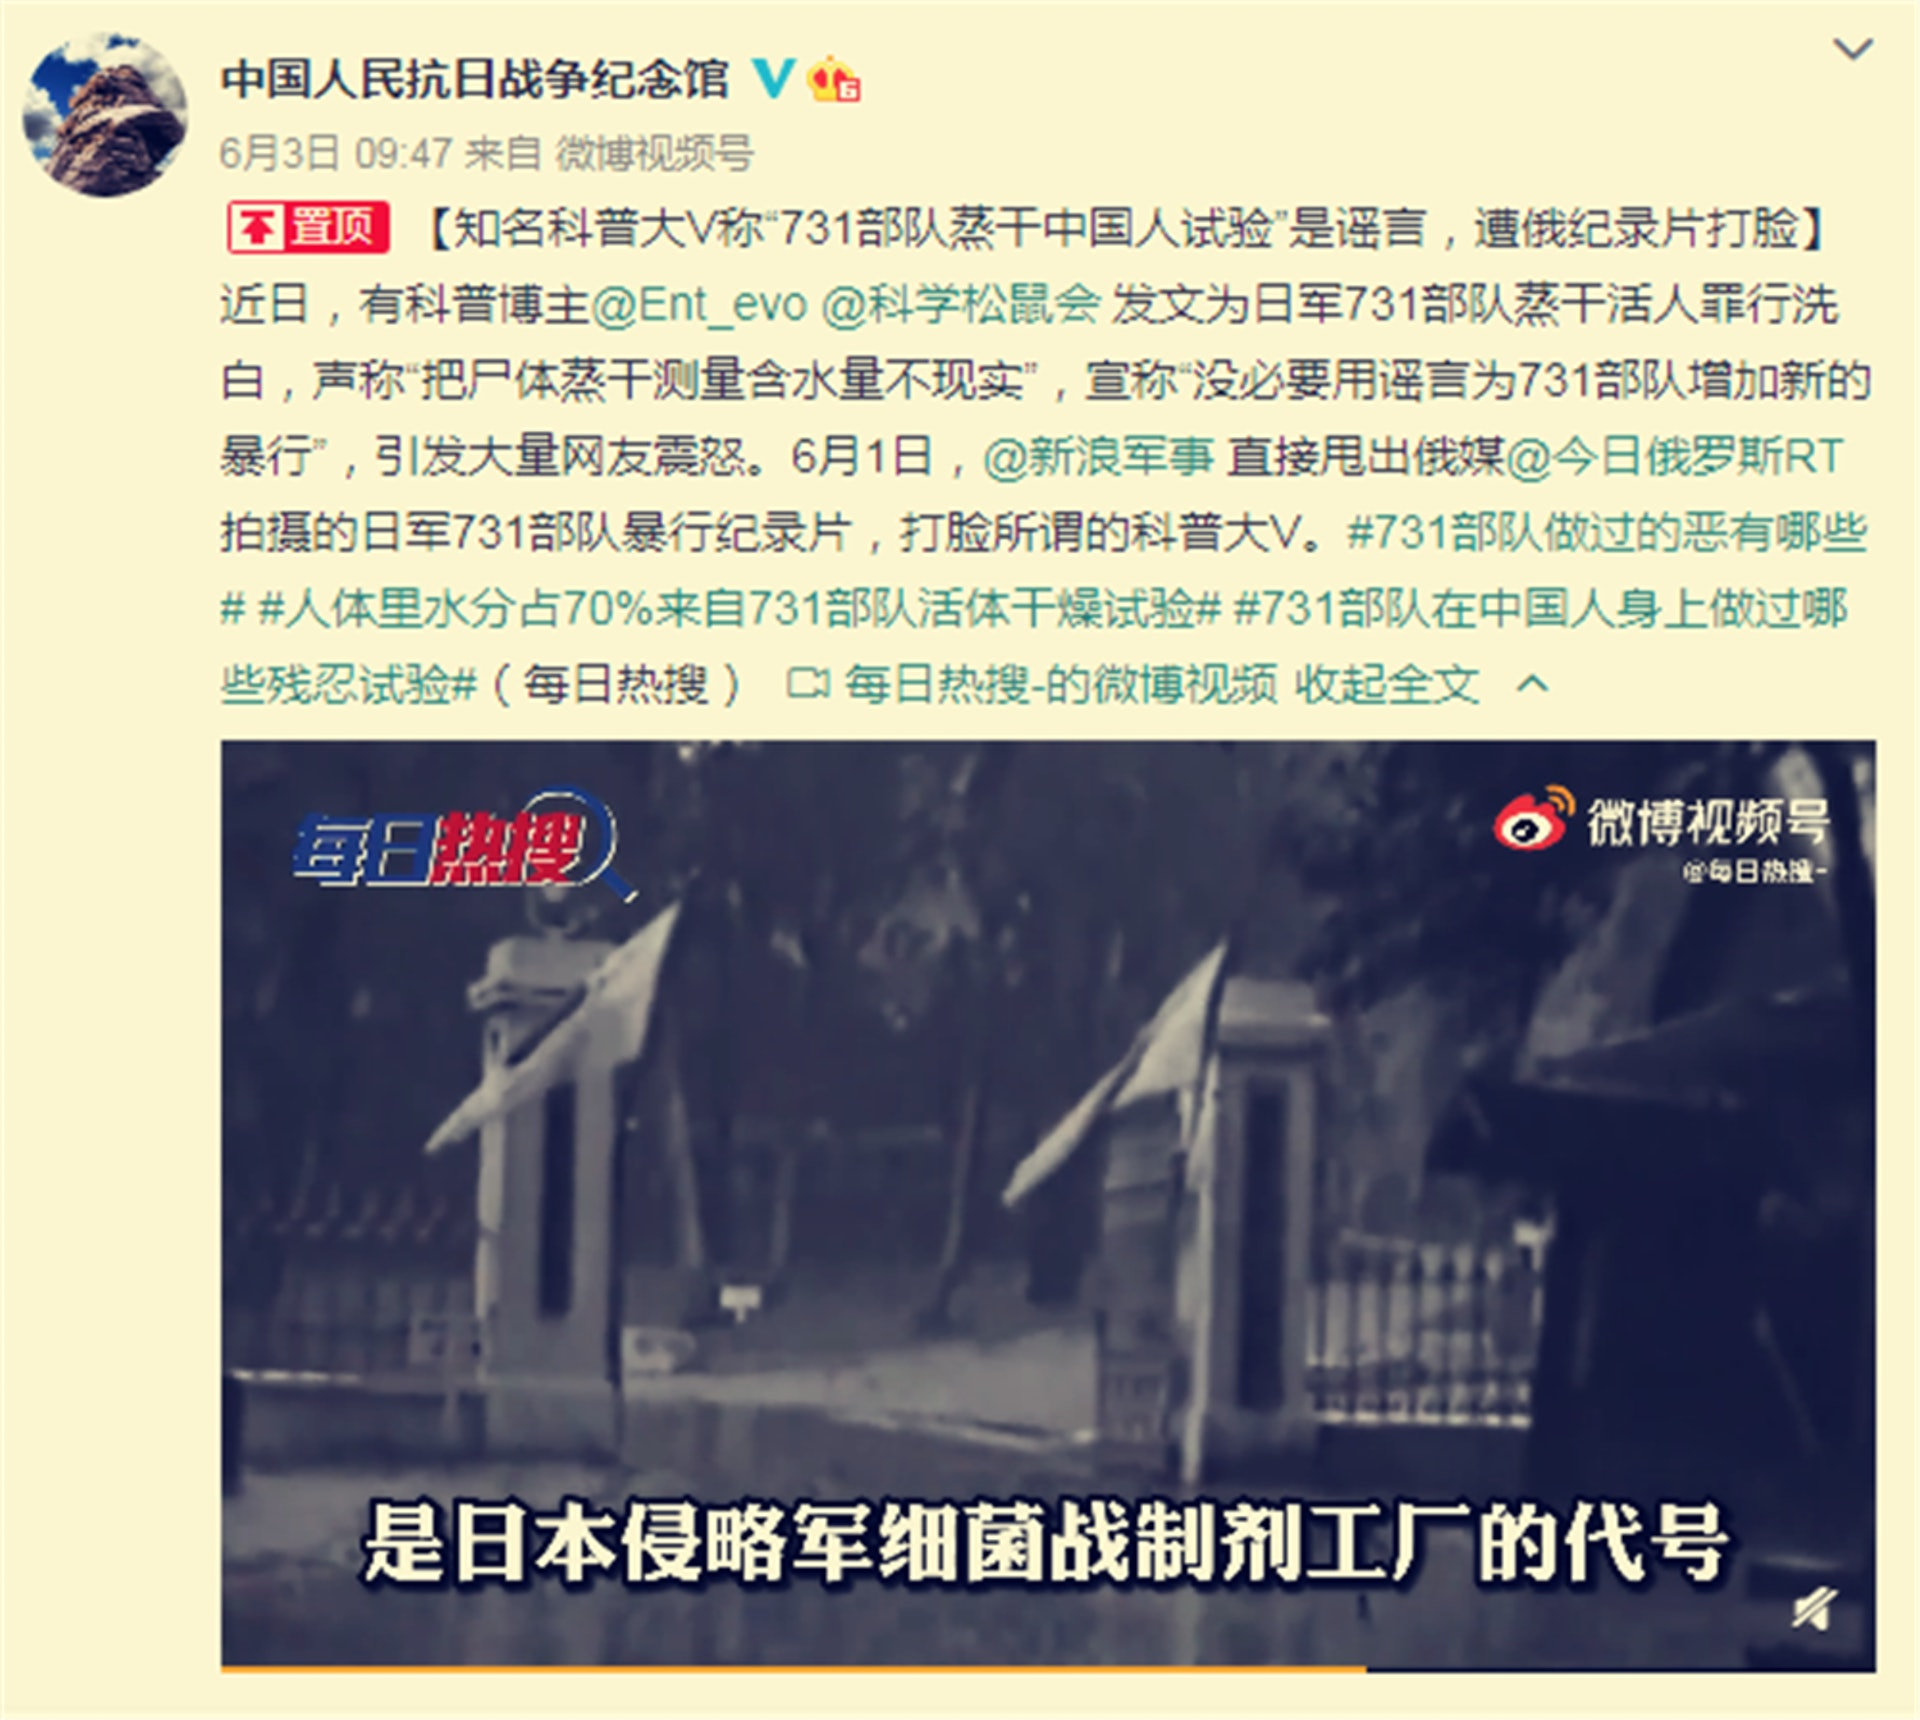 中国人民抗日战争纪念馆 V 6
6月3日 09:47 来自 微博视频号
置顶 【知名科普大V称“731部队蒸干中国人试验”是谣言，遭俄纪录片打脸】
近日，有科普博主@Ent_evo @科学松鼠会 发文为日军731部队蒸干活人罪行洗
白，声称“把尸体蒸干测量含水量不现实”，宣称“没必要用谣言为731部队增加新的
暴行”，引发大量网友震怒。6月1日，@新浪军事 直接甩出俄媒@今日俄罗斯RT
拍摄的日军731部队暴行纪录片，打脸所谓的科普大V。#731部队做过的恶有哪些
# #人体里水分占70%来自731部队活体干燥试验# #731部队在中国人身上做过哪
些残忍试验#（每日热搜） 每日热搜-的微博视频 收起全文
每日热搜
微博视频号
@每日热搜-
是日本侵略军细菌战制剂工厂的代号